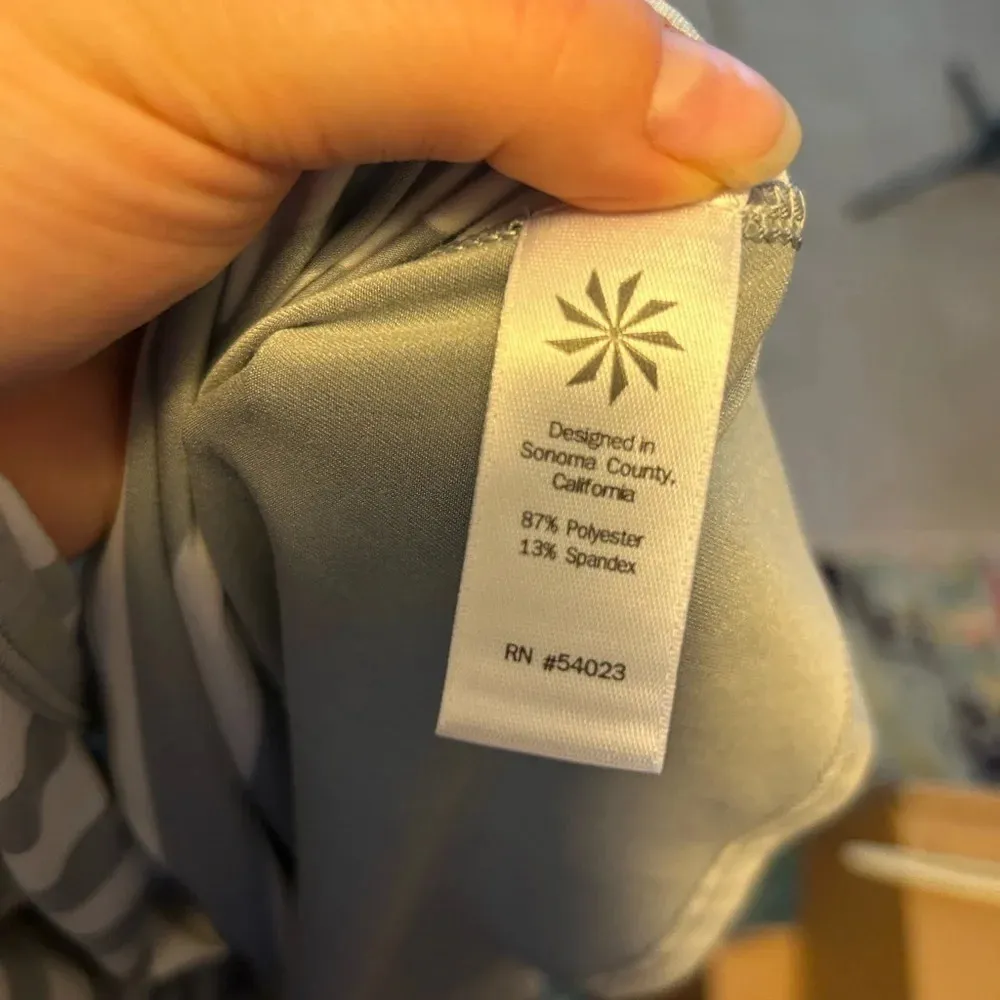 Designed in
Sonoma County,
California
87% Polyester
13% Spandex
RN #54023